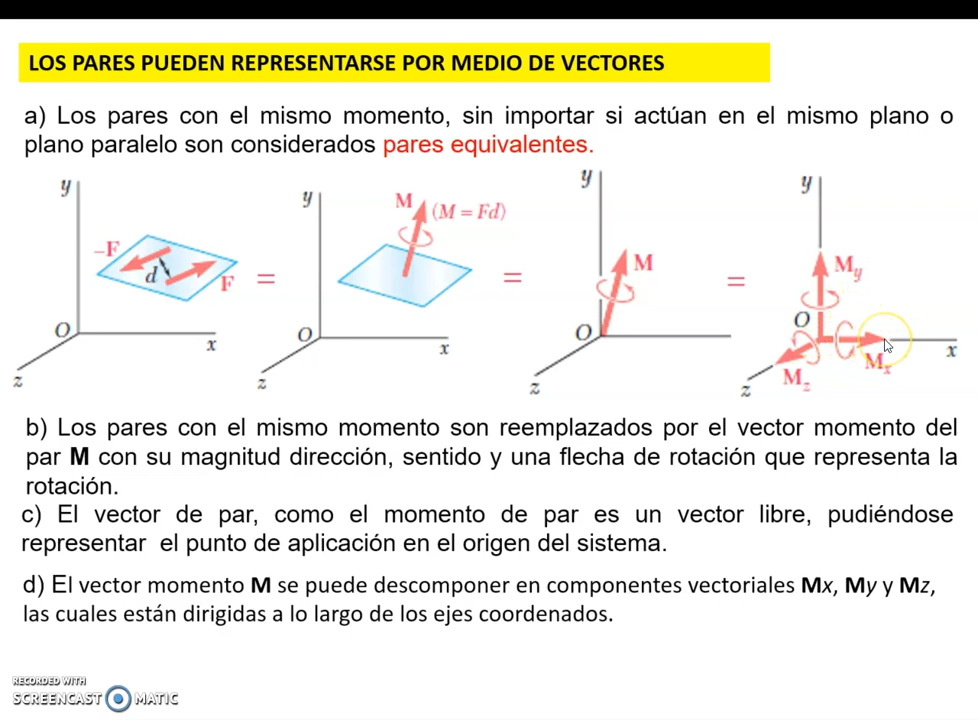 LOS PARES PUEDEN REPRESENTARSE POR MEDIO DE VECTORES
a) Los pares con el mismo momento, sin importar si actúan en el mismo plano o
plano paralelo son considerados pares equivalentes.
y
–F
d
F
O
x
z
=
y
M
(M = Fd)
O
x
z
=
y
M
O
z
=
y
My
O
x
Mx
Mz
z
b) Los pares con el mismo momento son reemplazados por el vector momento del
par M con su magnitud dirección, sentido y una flecha de rotación que representa la
rotación.
c) El vector de par, como el momento de par es un vector libre, pudiéndose
representar el punto de aplicación en el origen del sistema.
d) El vector momento M se puede descomponer en componentes vectoriales Mx, My y Mz,
las cuales están dirigidas a lo largo de los ejes coordenados.
RECORDED WITH
SCREENCAST MATIC